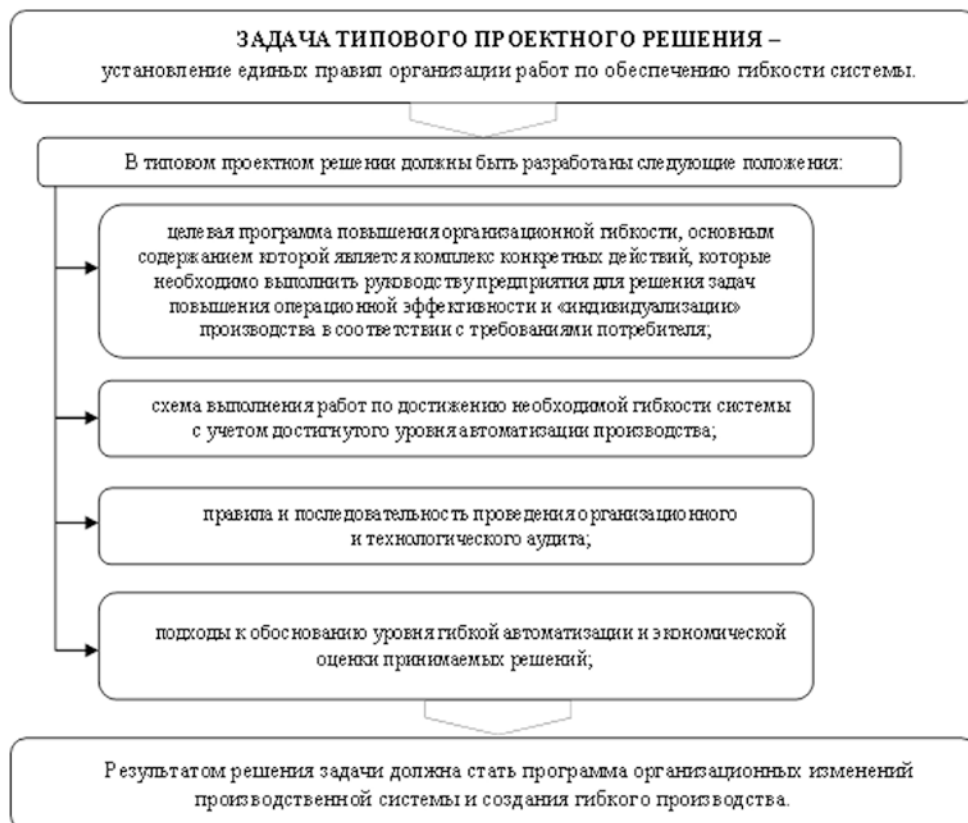 ЗАДАЧА ТИПОВОГО ПРОЕКТНОГО РЕШЕНИЯ –
установление единых правил организации работ по обеспечению гибкости системы.
В типовом проектном решении должны быть разработаны следующие положения:
целевая программа повышения организационной гибкости, основным
содержанием которой является комплекс конкретных действий, которые
необходимо выполнить руководству предприятия для решения задач
повышения операционной эффективности и «индивидуализации»
производства в соответствии с требованиями потребителя;
схема выполнения работ по достижению необходимой гибкости системы
с учетом достигнутого уровня автоматизации производства;
правила и последовательность проведения организационного
и технологического аудита;
подходы к обоснованию уровня гибкой автоматизации и экономической
оценки принимаемых решений;
Результатом решения задачи должна стать программа организационных изменений
производственной системы и создания гибкого производства.